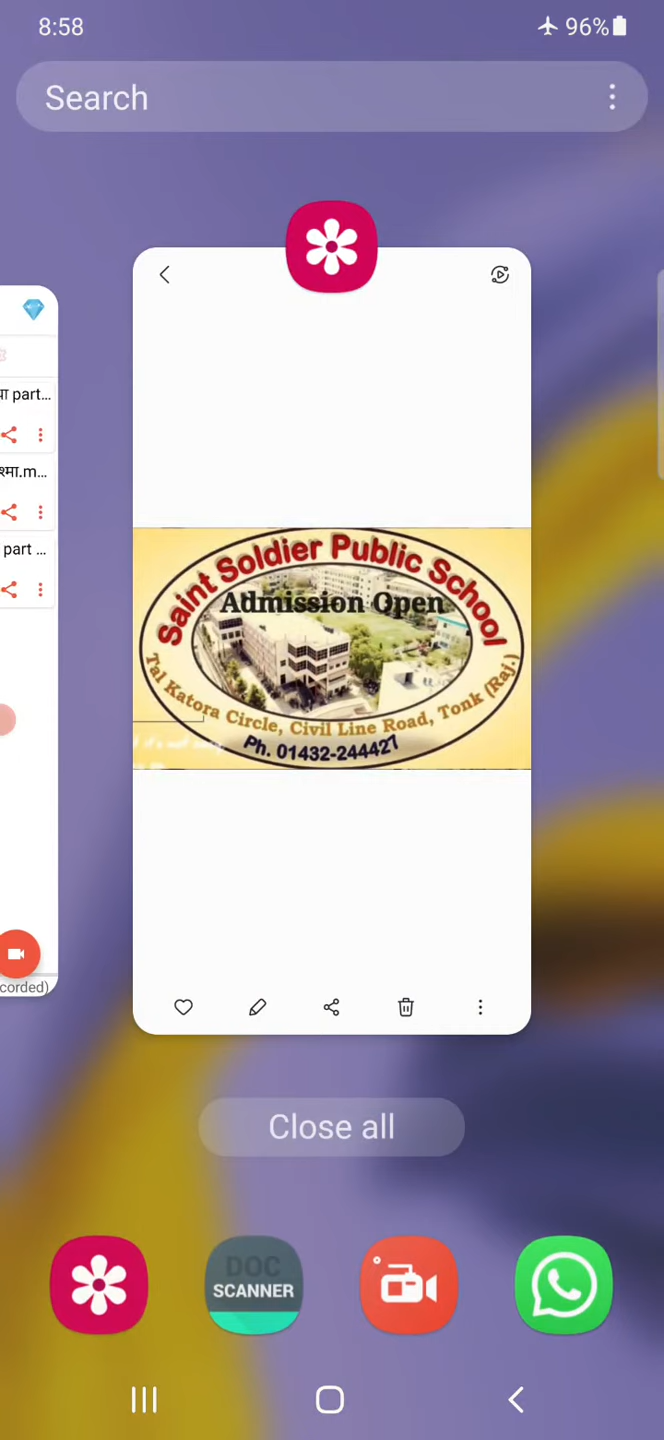 8:58
96%
Search
या part...
श्मा.m...
part ...
corded)
Saint Soldier Public School
Admission Open
Tal Katora Circle, Civil Line Road, Tonk (Raj.)
Ph. 01432-244427
Close all
DOC
SCANNER